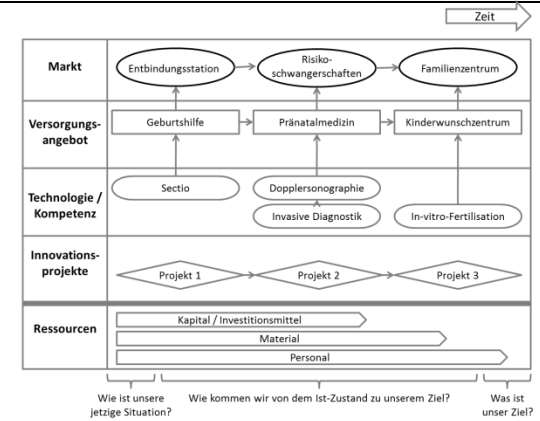 Zeit
Markt
Entbindungsstation
Risiko-
schwangerschaften
Familienzentrum
Versorgungs-
angebot
Geburtshilfe
Pränatalmedizin
Kinderwunschzentrum
Technologie /
Kompetenz
Sectio
Dopplersonographie
Invasive Diagnostik
In-vitro-Fertilisation
Innovations-
projekte
Projekt 1
Projekt 2
Projekt 3
Ressourcen
Kapital / Investitionsmittel
Material
Personal
Wie ist unsere
jetzige Situation?
Wie kommen wir von dem Ist-Zustand zu unserem Ziel?
Was ist
unser Ziel?